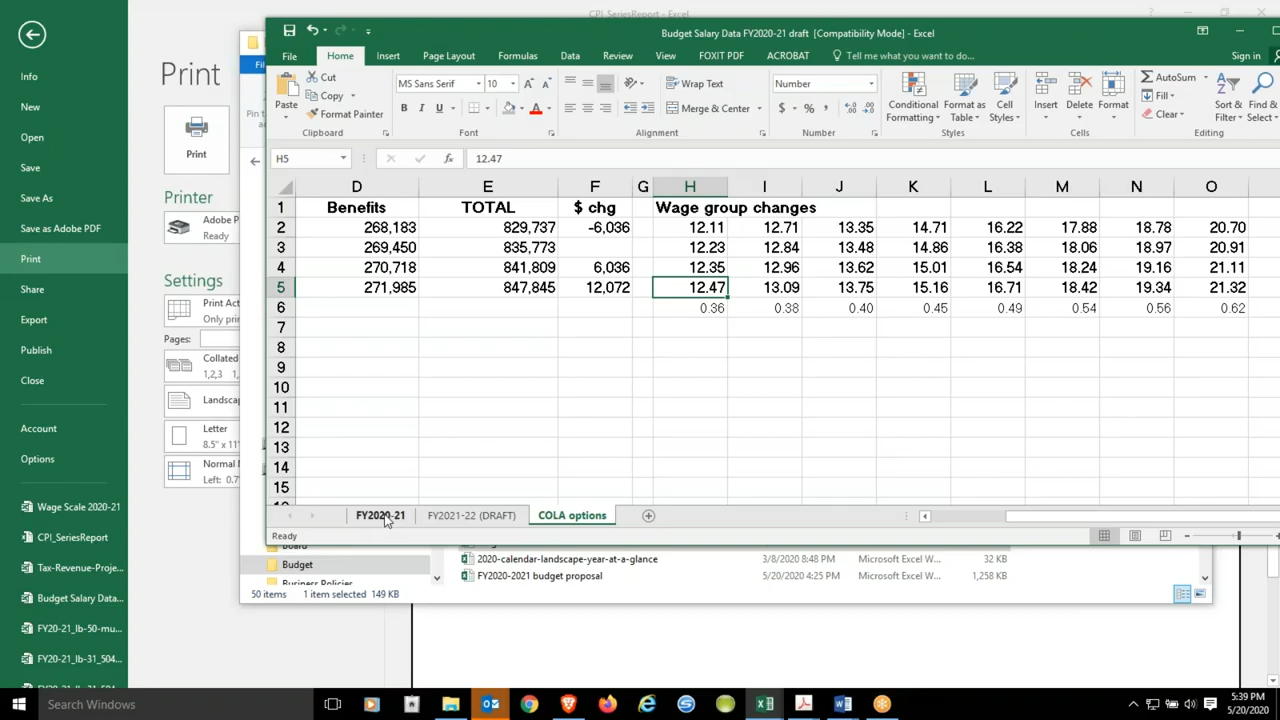 CPI_SeriesReport - Excel
Budget Salary Data FY2020-21 draft [Compatibility Mode] - Excel
File Home Insert Page Layout Formulas Data Review View FOXIT PDF ACROBAT Tell me what you want to do... Sign in
Info
New
Open
Save
Save As
Save as Adobe PDF
Print
Share
Export
Publish
Close
Account
Options
Wage Scale 2020-21
CPI_SeriesReport
Tax-Revenue-Proje...
Budget Salary Data...
FY20-21_lb-50-mu...
FY20-21_lb-31_504...
FY20-21_lb-31_504...
Print
Print
Printer
Adobe P
Ready
Settings
Print Act
Only prin
Pages:
Collated
1,2,3 1,
Landsca
Letter
8.5" x 11"
Normal M
Left: 0.7
Fil
Pin t
Paste Cut Copy Format Painter
MS Sans Serif 10
B I U
Wrap Text
Merge & Center
Number
$ % ,
Conditional Formatting Format as Table Cell Styles
Insert Delete Format
AutoSum
Fill
Clear
Sort & Filter Find & Select
Clipboard Font Alignment Number Styles Cells Editing
H5 fx 12.47
D E F G H I J K L M N O
1 Benefits TOTAL $ chg Wage group changes
2 268,183 829,737 -6,036 12.11 12.71 13.35 14.71 16.22 17.88 18.78 20.70
3 269,450 835,773 12.23 12.84 13.48 14.86 16.38 18.06 18.97 20.91
4 270,718 841,809 6,036 12.35 12.96 13.62 15.01 16.54 18.24 19.16 21.11
5 271,985 847,845 12,072 12.47 13.09 13.75 15.16 16.71 18.42 19.34 21.32
6 0.36 0.38 0.40 0.45 0.49 0.54 0.56 0.62
7
8
9
10
11
12
13
14
15
FY2020-21 FY2021-22 (DRAFT) COLA options
Ready
Board
Budget
Business Policies
2020-calendar-landscape-year-at-a-glance 3/8/2020 8:48 PM Microsoft Excel W... 32 KB
FY2020-2021 budget proposal 5/20/2020 4:25 PM Microsoft Excel W... 1,258 KB
50 items 1 item selected 149 KB
Search Windows
5:39 PM
5/20/2020